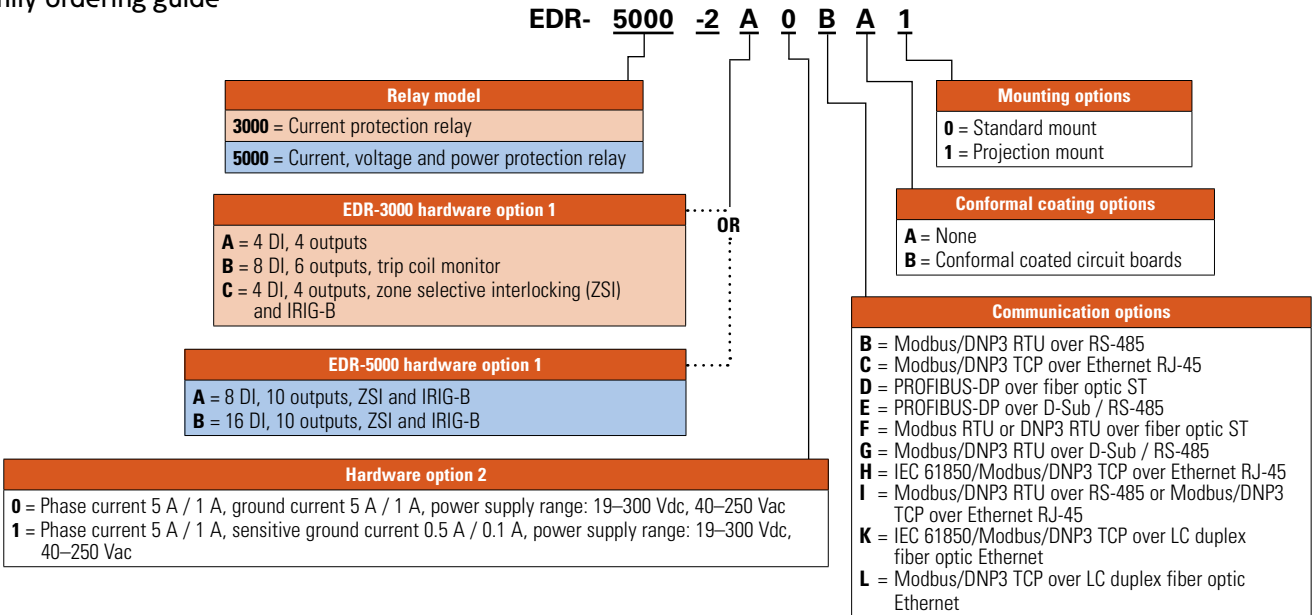 ordering guide
EDR- 5000 -2 A 0 B A 1
Relay model
3000 = Current protection relay
5000 = Current, voltage and power protection relay
Mounting options
0 = Standard mount
1 = Projection mount
EDR-3000 hardware option 1
A = 4 DI, 4 outputs
B = 8 DI, 6 outputs, trip coil monitor
C = 4 DI, 4 outputs, zone selective interlocking (ZSI)
and IRIG-B
OR
Conformal coating options
A = None
B = Conformal coated circuit boards
EDR-5000 hardware option 1
A = 8 DI, 10 outputs, ZSI and IRIG-B
B = 16 DI, 10 outputs, ZSI and IRIG-B
Communication options
B = Modbus/DNP3 RTU over RS-485
C = Modbus/DNP3 TCP over Ethernet RJ-45
D = PROFIBUS-DP over fiber optic ST
E = PROFIBUS-DP over D-Sub / RS-485
F = Modbus RTU or DNP3 RTU over fiber optic ST
G = Modbus/DNP3 RTU over D-Sub / RS-485
H = IEC 61850/Modbus/DNP3 TCP over Ethernet RJ-45
I = Modbus/DNP3 RTU over RS-485 or Modbus/DNP3
TCP over Ethernet RJ-45
K = IEC 61850/Modbus/DNP3 TCP over LC duplex
fiber optic Ethernet
L = Modbus/DNP3 TCP over LC duplex fiber optic
Ethernet
Hardware option 2
0 = Phase current 5 A / 1 A, ground current 5 A / 1 A, power supply range: 19–300 Vdc, 40–250 Vac
1 = Phase current 5 A / 1 A, sensitive ground current 0.5 A / 0.1 A, power supply range: 19–300 Vdc,
40–250 Vac